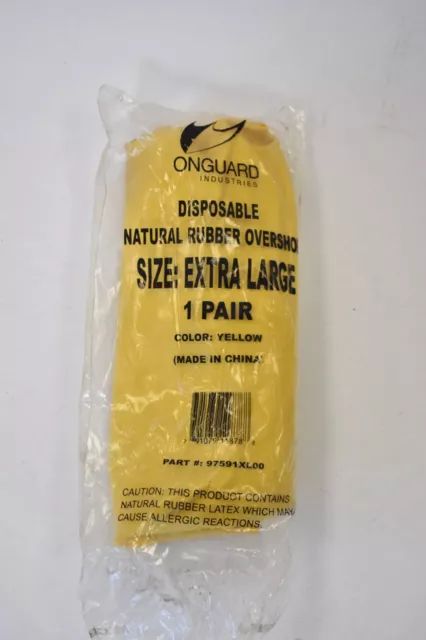 ONGUARD
INDUSTRIES
DISPOSABLE
NATURAL RUBBER OVERSHO
SIZE: EXTRA LARGE
1 PAIR
COLOR: YELLOW
(MADE IN CHINA)
PART #: 97591XL00
CAUTION: THIS PRODUCT CONTAINS
NATURAL RUBBER LATEX WHICH MAY
CAUSE ALLERGIC REACTIONS.